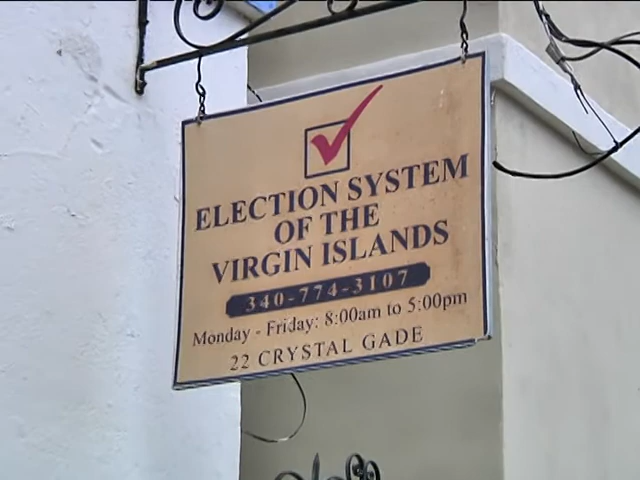 ELECTION SYSTEM
OF THE
VIRGIN ISLANDS
340-774-3107
Monday - Friday: 8:00am to 5:00pm
22 CRYSTAL GADE